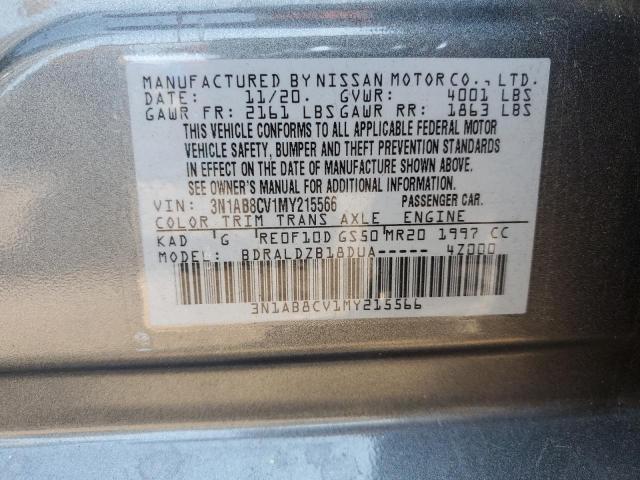 MANUFACTURED BY NISSAN MOTOR CO., LTD.
DATE: 11/20. GVWR: 4001 LBS
GAWR FR: 2161 LBS GAWR RR: 1863 LBS
THIS VEHICLE CONFORMS TO ALL APPLICABLE FEDERAL MOTOR
VEHICLE SAFETY, BUMPER AND THEFT PREVENTION STANDARDS
IN EFFECT ON THE DATE OF MANUFACTURE SHOWN ABOVE.
SEE OWNER'S MANUAL FOR ADDITIONAL INFORMATION.
VIN: 3N1AB8CV1MY215566 PASSENGER CAR.
COLOR TRIM TRANS AXLE ENGINE
KAD G RE0F10D GS50 MR20 1997 CC
MODEL: BDRALDZB18DUA----- 4Z000
3N1AB8CV1MY215566